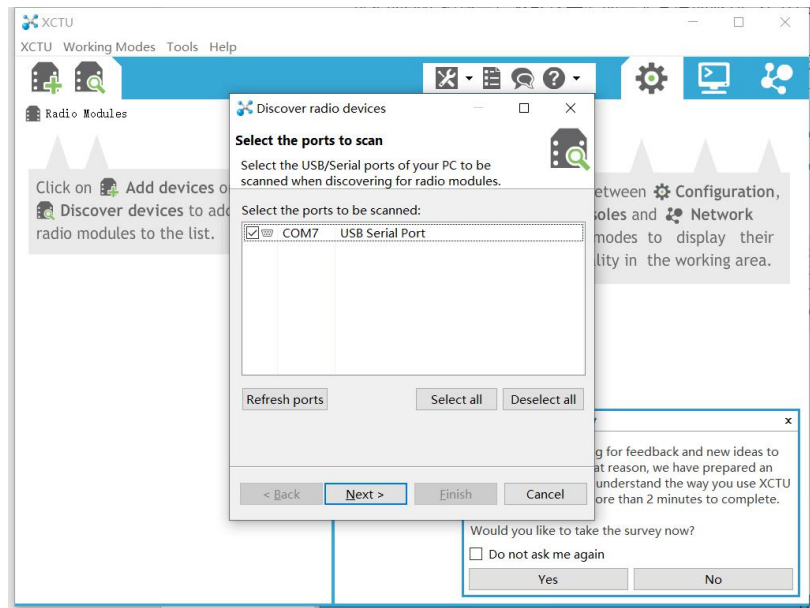 XCTU
XCTU Working Modes Tools Help
Radio Modules
Click on Add devices o
Discover devices to add
radio modules to the list.
Discover radio devices
Select the ports to scan
Select the USB/Serial ports of your PC to be
scanned when discovering for radio modules.
Select the ports to be scanned:
COM7 USB Serial Port
Refresh ports
Select all
Deselect all
< Back
Next >
Finish
Cancel
etween Configuration,
soles and Network
modes to display their
lity in the working area.
x
g for feedback and new ideas to
at reason, we have prepared an
understand the way you use XCTU
ore than 2 minutes to complete.
Would you like to take the survey now?
Do not ask me again
Yes
No